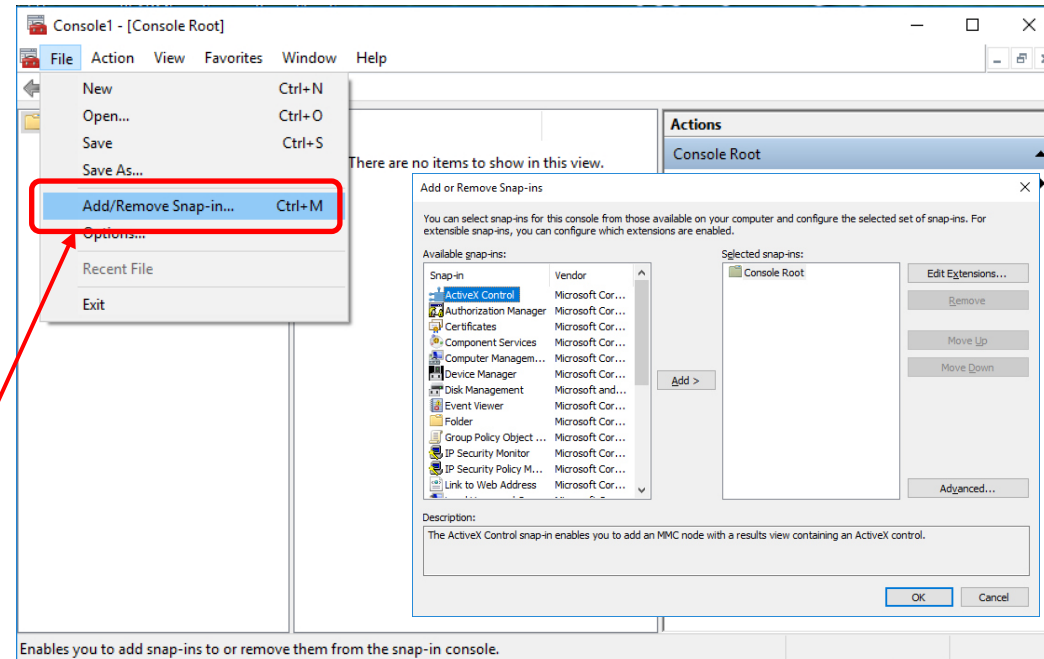 Console1 - [Console Root]
File Action View Favorites Window Help
New Ctrl+N
Open... Ctrl+O
Save Ctrl+S
Save As...
Add/Remove Snap-in... Ctrl+M
Options...
Recent File
Exit
There are no items to show in this view.
Actions
Console Root
Add or Remove Snap-ins
You can select snap-ins for this console from those available on your computer and configure the selected set of snap-ins. For
extensible snap-ins, you can configure which extensions are enabled.
Available snap-ins:
Snap-in Vendor
ActiveX Control Microsoft Cor...
Authorization Manager Microsoft Cor...
Certificates Microsoft Cor...
Component Services Microsoft Cor...
Computer Managem... Microsoft Cor...
Device Manager Microsoft Cor...
Disk Management Microsoft and...
Event Viewer Microsoft Cor...
Folder Microsoft Cor...
Group Policy Object ... Microsoft Cor...
IP Security Monitor Microsoft Cor...
IP Security Policy M... Microsoft Cor...
Link to Web Address Microsoft Cor...
Add >
Selected snap-ins:
Console Root
Edit Extensions...
Remove
Move Up
Move Down
Advanced...
Description:
The ActiveX Control snap-in enables you to add an MMC node with a results view containing an ActiveX control.
OK Cancel
Enables you to add snap-ins to or remove them from the snap-in console.